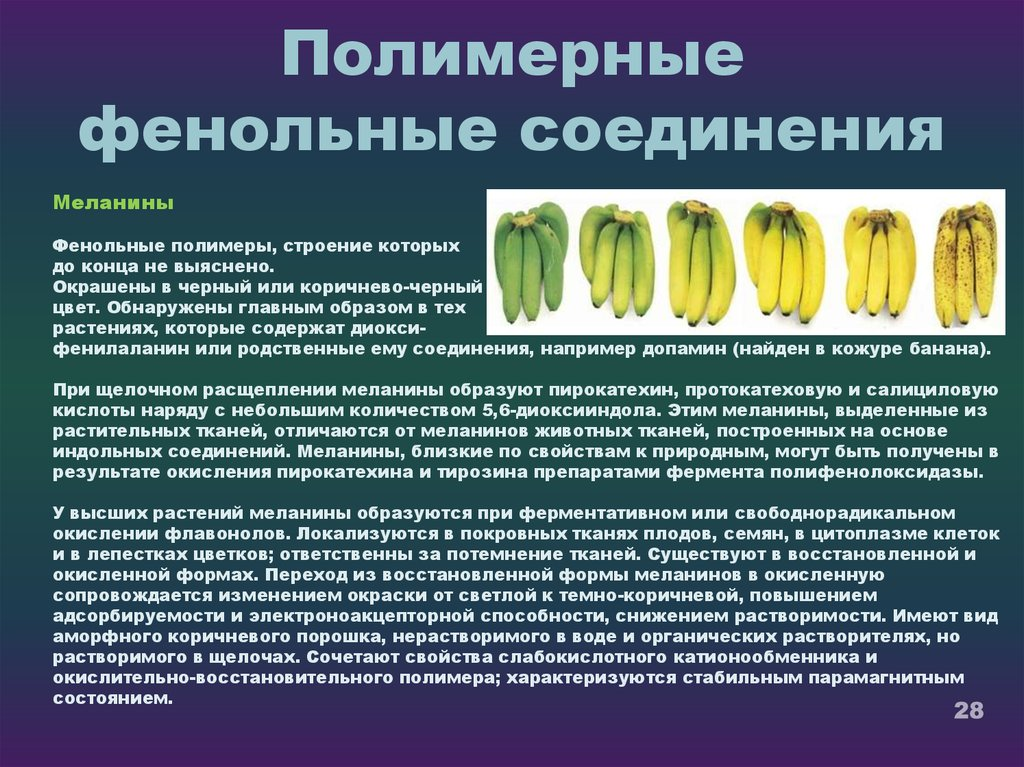 Полимерные
фенольные соединения
Меланины
Фенольные полимеры, строение которых
до конца не выяснено.
Окрашены в черный или коричнево-черный
цвет. Обнаружены главным образом в тех
растениях, которые содержат диокси-
фенилаланин или родственные ему соединения, например допамин (найден в кожуре банана).
При щелочном расщеплении меланины образуют пирокатехин, протокатеховую и салициловую
кислоты наряду с небольшим количеством 5,6-диоксииндола. Этим меланины, выделенные из
растительных тканей, отличаются от меланинов животных тканей, построенных на основе
индольных соединений. Меланины, близкие по свойствам к природным, могут быть получены в
результате окисления пирокатехина и тирозина препаратами фермента полифенолоксидазы.
У высших растений меланины образуются при ферментативном или свободнорадикальном
окислении флавонолов. Локализуются в покровных тканях плодов, семян, в цитоплазме клеток
и в лепестках цветков; ответственны за потемнение тканей. Существуют в восстановленной и
окисленной формах. Переход из восстановленной формы меланинов в окисленную
сопровождается изменением окраски от светлой к темно-коричневой, повышением
адсорбируемости и электроноакцепторной способности, снижением растворимости. Имеют вид
аморфного коричневого порошка, нерастворимого в воде и органических растворителях, но
растворимого в щелочах. Сочетают свойства слабокислотного катионообменника и
окислительно-восстановительного полимера; характеризуются стабильным парамагнитным
состоянием.
28